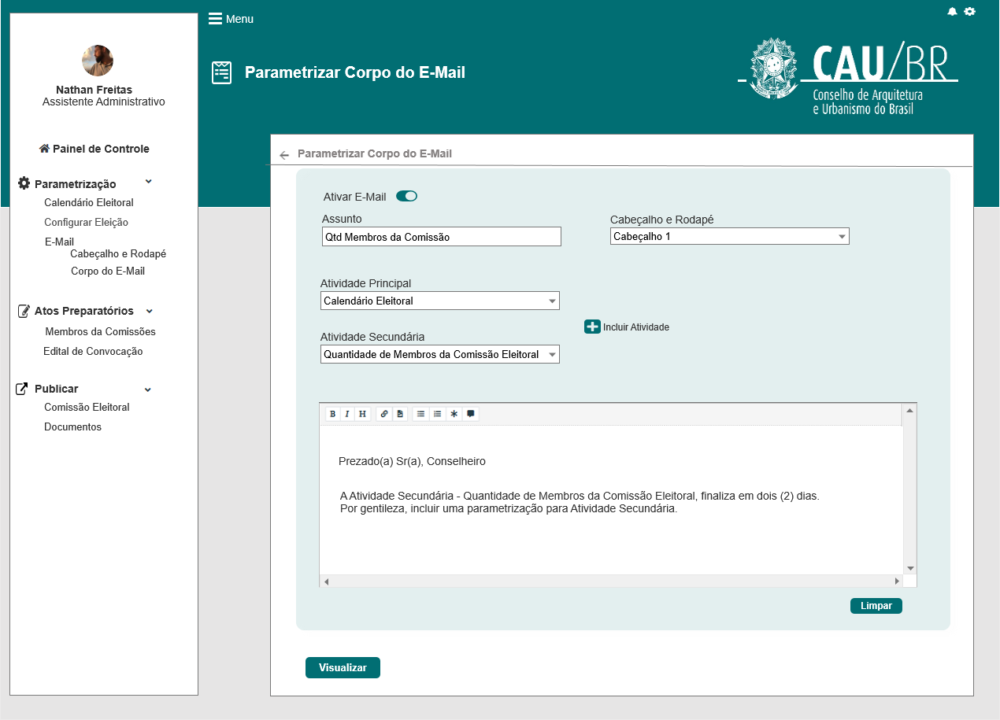 Menu
Parametrizar Corpo do E-Mail
CAU/BR
Conselho de Arquitetura
e Urbanismo do Brasil
Nathan Freitas
Assistente Administrativo
Painel de Controle
Parametrização
Calendário Eleitoral
Configurar Eleição
E-Mail
Cabeçalho e Rodapé
Corpo do E-Mail
Atos Preparatórios
Membros da Comissões
Edital de Convocação
Publicar
Comissão Eleitoral
Documentos
Parametrizar Corpo do E-Mail
Ativar E-Mail
Assunto
Qtd Membros da Comissão
Cabeçalho e Rodapé
Cabeçalho 1
Atividade Principal
Calendário Eleitoral
Incluir Atividade
Atividade Secundária
Quantidade de Membros da Comissão Eleitoral
B I H
Prezado(a) Sr(a), Conselheiro
A Atividade Secundária - Quantidade de Membros da Comissão Eleitoral, finaliza em dois (2) dias.
Por gentileza, incluir uma parametrização para Atividade Secundária.
Limpar
Visualizar